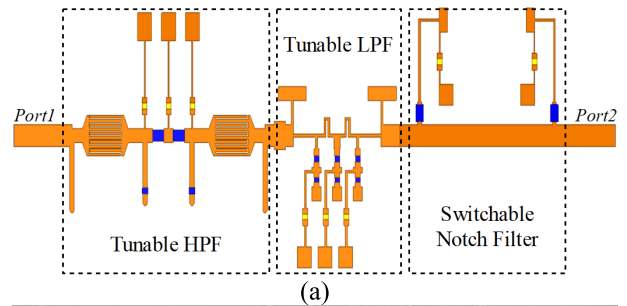 Tunable LPF
Port1
Port2
Tunable HPF
Switchable
Notch Filter
(a)